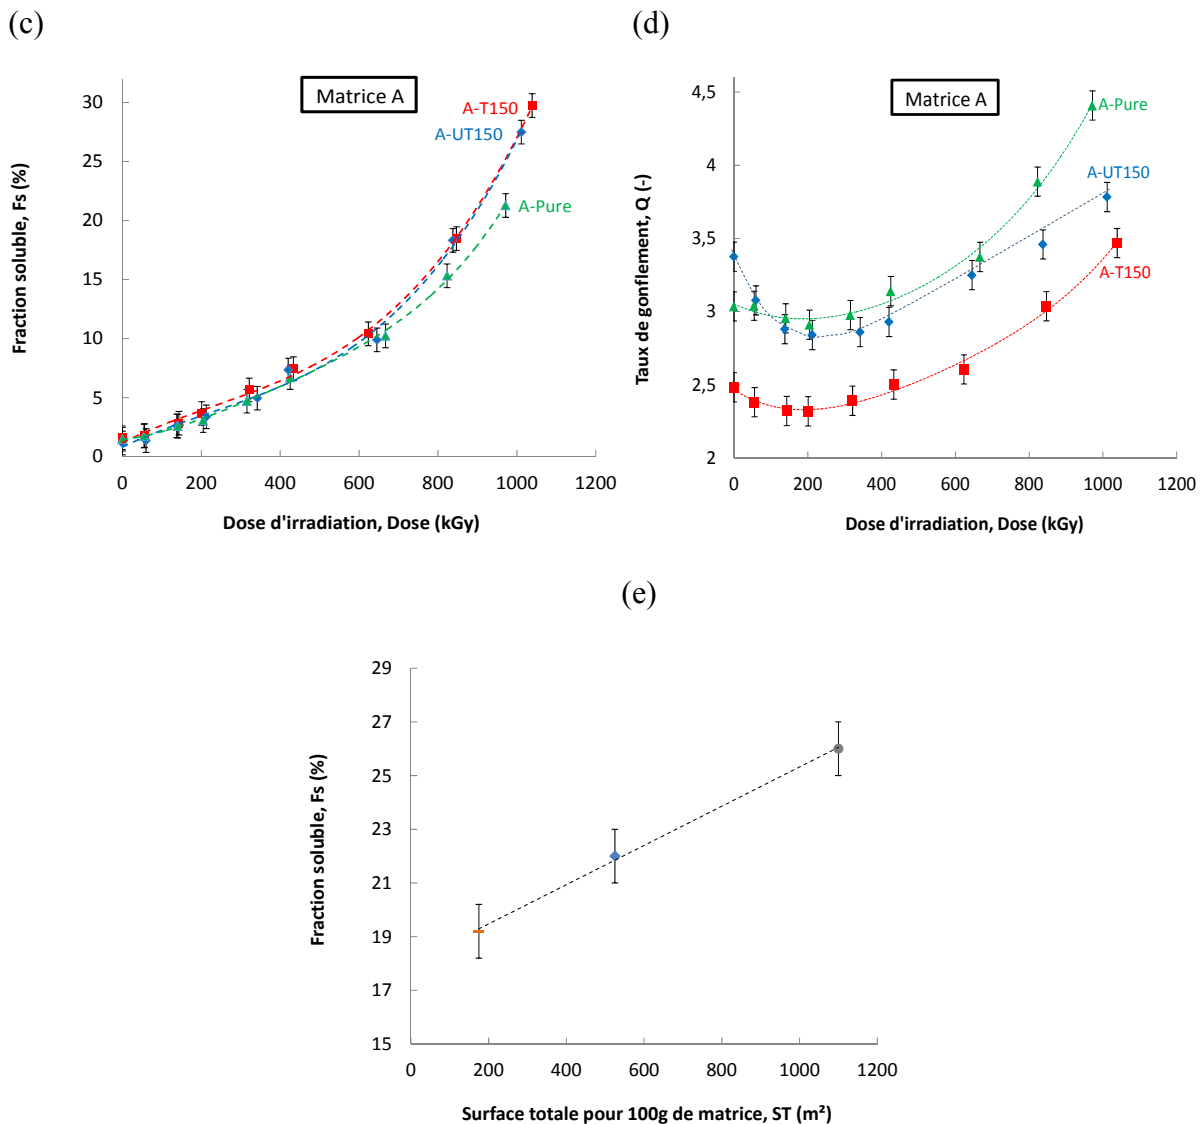 (c)
(d)
Matrice A
A-T150
A-UT150
A-Pure
Fraction soluble, Fs (%)
30
25
20
15
10
5
0
0 200 400 600 800 1000 1200
Dose d'irradiation, Dose (kGy)
Matrice A
A-Pure
A-UT150
A-T150
Taux de gonflement, Q (-)
4,5
4
3,5
3
2,5
2
0 200 400 600 800 1000 1200
Dose d'irradiation, Dose (kGy)
(e)
Fraction soluble, Fs (%)
29
27
25
23
21
19
17
15
0 200 400 600 800 1000 1200
Surface totale pour 100g de matrice, ST (m²)